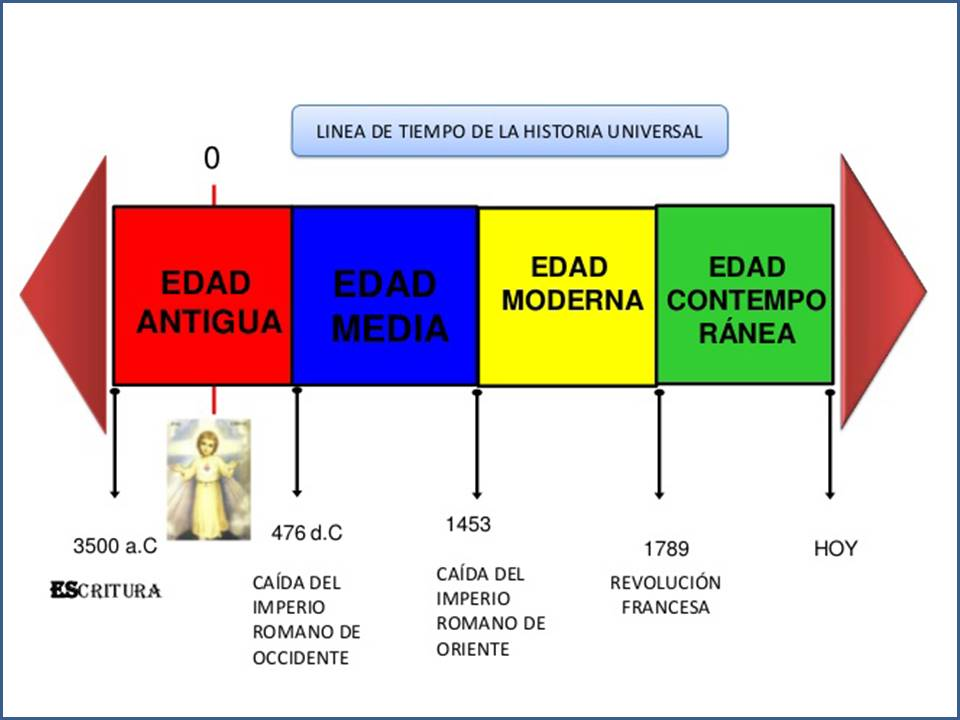 LINEA DE TIEMPO DE LA HISTORIA UNIVERSAL
0
EDAD
ANTIGUA
EDAD
MEDIA
EDAD
MODERNA
EDAD
CONTEMPO
RÁNEA
3500 a.C
ESCRITURA
476 d.C
CAÍDA DEL
IMPERIO
ROMANO DE
OCCIDENTE
1453
CAÍDA DEL
IMPERIO
ROMANO DE
ORIENTE
1789
REVOLUCIÓN
FRANCESA
HOY